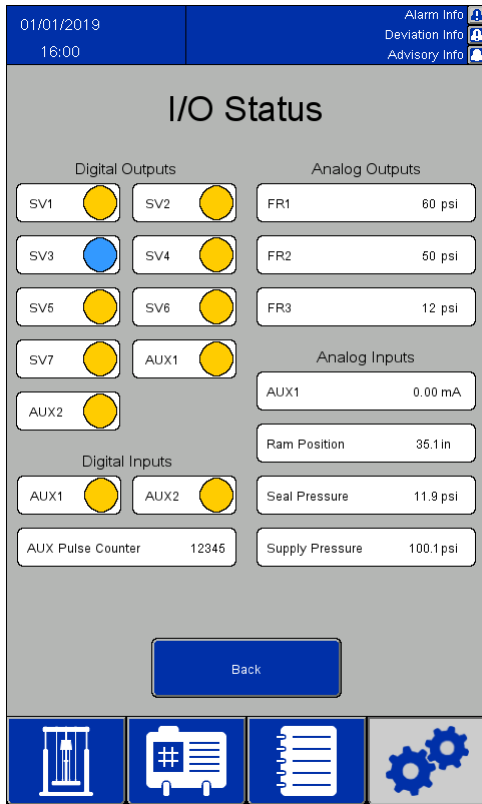 01/01/2019
16:00
Alarm Info
Deviation Info
Advisory Info
I/O Status
Digital Outputs
SV1
SV2
SV3
SV4
SV5
SV6
SV7
AUX1
AUX2
Digital Inputs
AUX1
AUX2
AUX Pulse Counter 12345
Analog Outputs
FR1 60 psi
FR2 50 psi
FR3 12 psi
Analog Inputs
AUX1 0.00 mA
Ram Position 35.1 in
Seal Pressure 11.9 psi
Supply Pressure 100.1 psi
Back
#